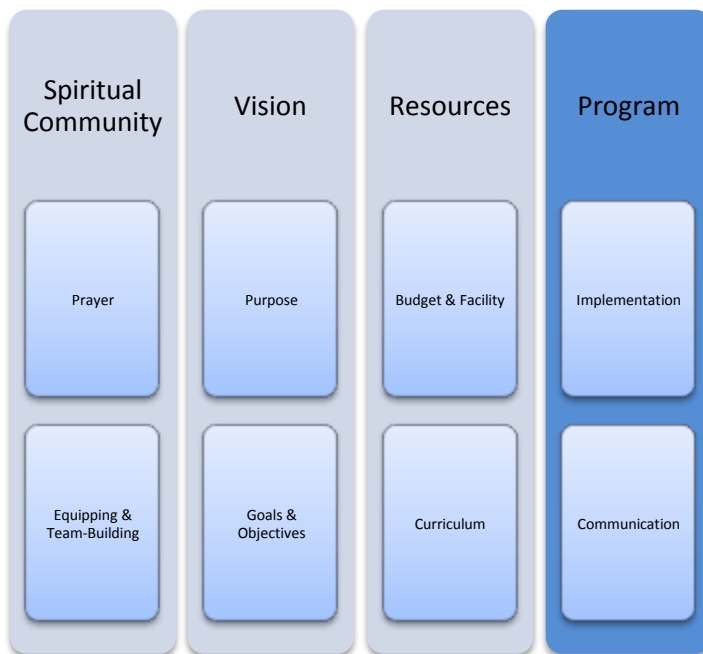 Spiritual
Community
Prayer
Equipping &
Team-Building
Vision
Purpose
Goals &
Objectives
Resources
Budget & Facility
Curriculum
Program
Implementation
Communication